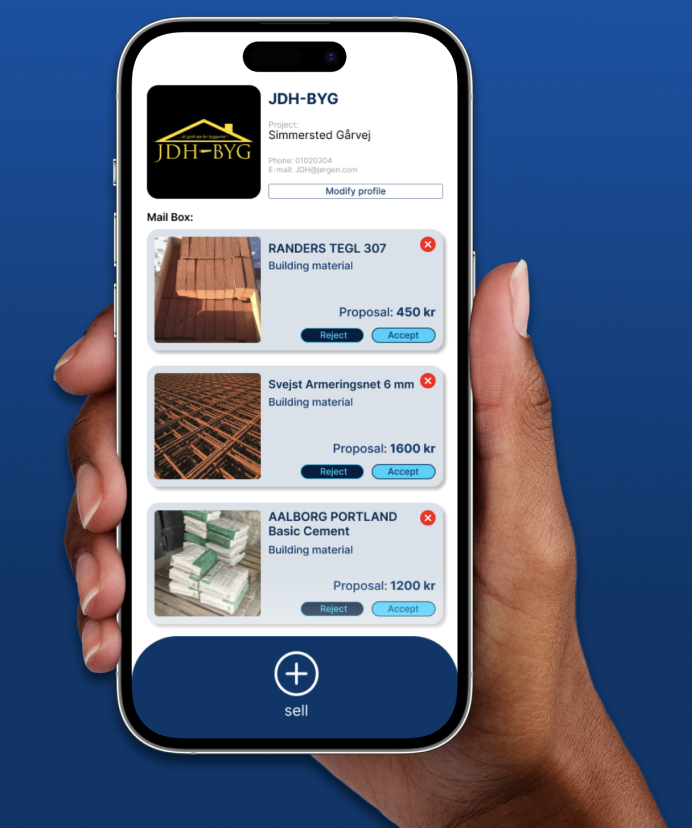 JDH-BYG
Project:
Simmersted Gårvej
Phone: 01020304
E-mail: JDH@jørgen.com
Modify profile
JDH-BYG
Mail Box:
RANDERS TEGL 307
Building material
Proposal: 450 kr
Reject
Accept
Svejst Armeringsnet 6 mm
Building material
Proposal: 1600 kr
Reject
Accept
AALBORG PORTLAND
Basic Cement
Building material
Proposal: 1200 kr
Reject
Accept
sell